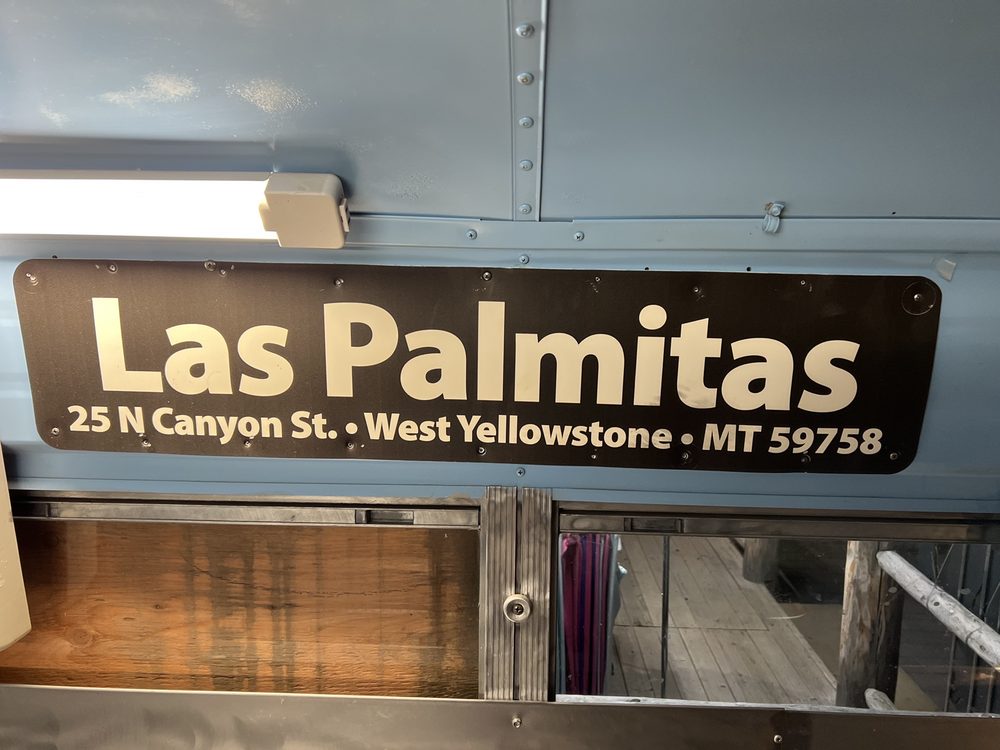 Las Palmitas
25 N Canyon St. • West Yellowstone • MT 59758